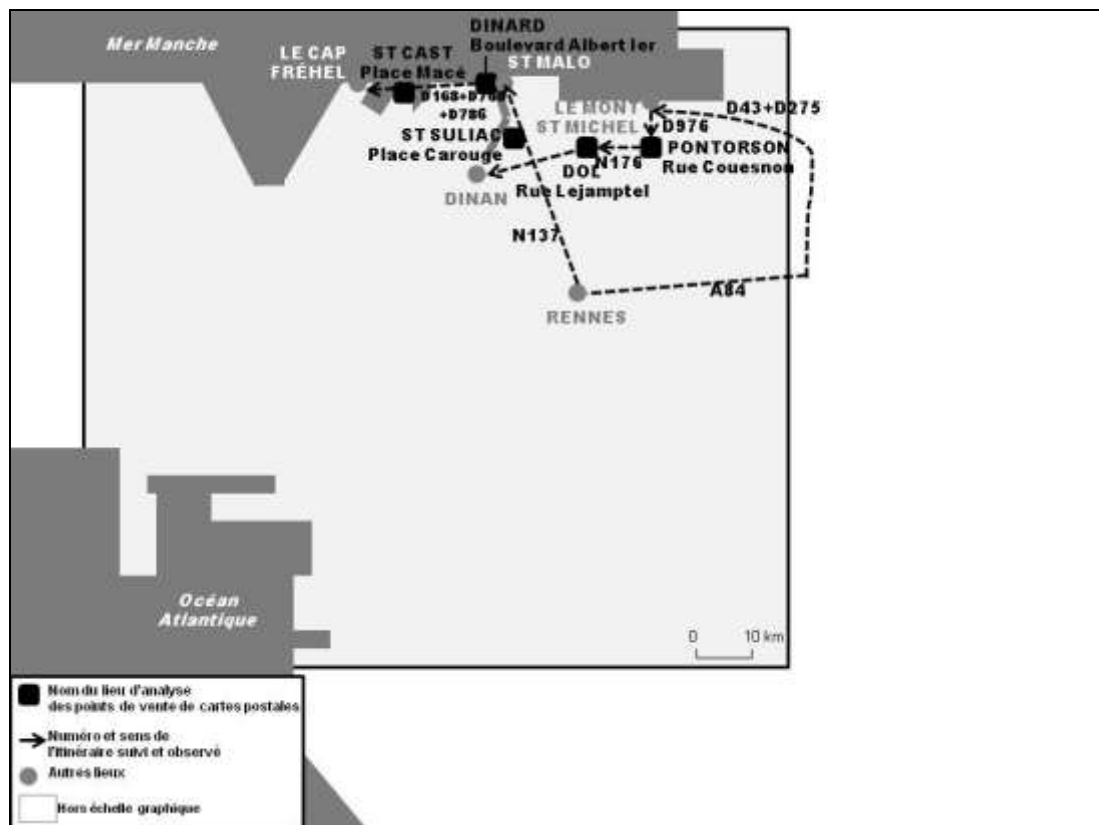 Mer Manche
DINARD
Boulevard Albert Ier
LE CAP
FRÉHEL
ST CAST
Place Macé
ST MALO
D168+D768
+D786
LE MONT
ST MICHEL
D43+D275
D976
ST SULIAC
Place Carouge
PONTORSON
Rue Couesnon
N176
DOL
Rue Lejamptel
DINAN
N137
A84
RENNES
Océan
Atlantique
0 10 km
Nom du lieu d'analyse
des points de vente de cartes postales
Numéro et sens de
l'itinéraire suivi et observé
Autres lieux
Hors échelle graphique